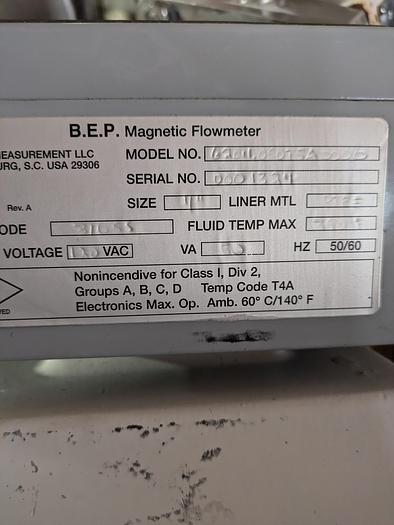 B.E.P. Magnetic Flowmeter
MEASUREMENT LLC
URG, S.C. USA 29306
MODEL NO.
SERIAL NO. 0001334
SIZE LINER MTL
Rev. A
ODE FLUID TEMP MAX
VOLTAGE VAC VA HZ 50/60
Nonincendive for Class I, Div 2,
Groups A, B, C, D Temp Code T4A
Electronics Max. Op. Amb. 60° C/140° F